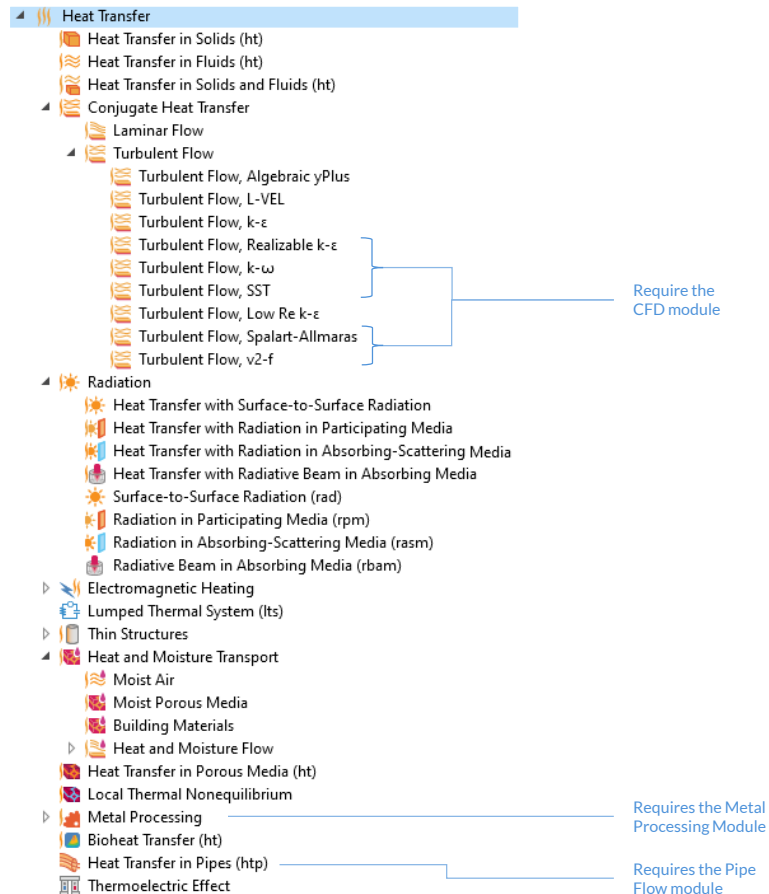 Heat Transfer
Heat Transfer in Solids (ht)
Heat Transfer in Fluids (ht)
Heat Transfer in Solids and Fluids (ht)
Conjugate Heat Transfer
Laminar Flow
Turbulent Flow
Turbulent Flow, Algebraic yPlus
Turbulent Flow, L-VEL
Turbulent Flow, k-ε
Turbulent Flow, Realizable k-ε
Turbulent Flow, k-ω
Turbulent Flow, SST
Turbulent Flow, Low Re k-ε
Turbulent Flow, Spalart-Allmaras
Turbulent Flow, v2-f
Require the
CFD module
Radiation
Heat Transfer with Surface-to-Surface Radiation
Heat Transfer with Radiation in Participating Media
Heat Transfer with Radiation in Absorbing-Scattering Media
Heat Transfer with Radiative Beam in Absorbing Media
Surface-to-Surface Radiation (rad)
Radiation in Participating Media (rpm)
Radiation in Absorbing-Scattering Media (rasm)
Radiative Beam in Absorbing Media (rbam)
Electromagnetic Heating
Lumped Thermal System (lts)
Thin Structures
Heat and Moisture Transport
Moist Air
Moist Porous Media
Building Materials
Heat and Moisture Flow
Heat Transfer in Porous Media (ht)
Local Thermal Nonequilibrium
Metal Processing
Requires the Metal
Processing Module
Bioheat Transfer (ht)
Heat Transfer in Pipes (htp)
Requires the Pipe
Flow module
Thermoelectric Effect